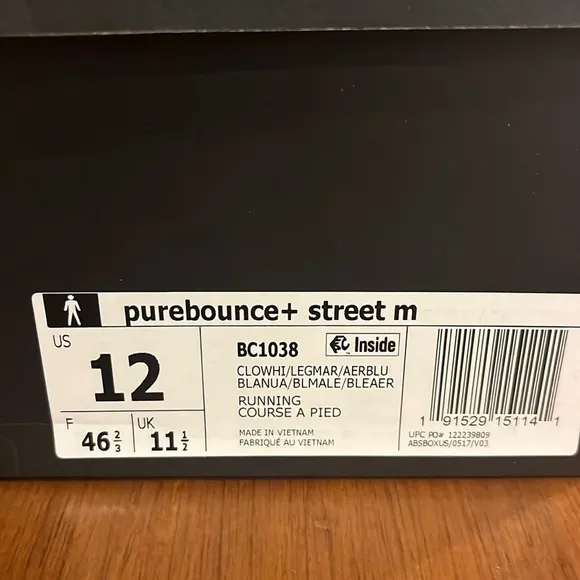 purebounce+ street m
US
12
F
46 2/3
UK
11 1/2
BC1038
Inside
CLOWHI/LEGMAR/AERBLU
BLANUA/BLMALE/BLEAER
RUNNING
COURSE A PIED
MADE IN VIETNAM
FABRIQUÉ AU VIETNAM
1 91529 15114 1
UPC PO# 122239809
ABSBOXUS/0517/V03